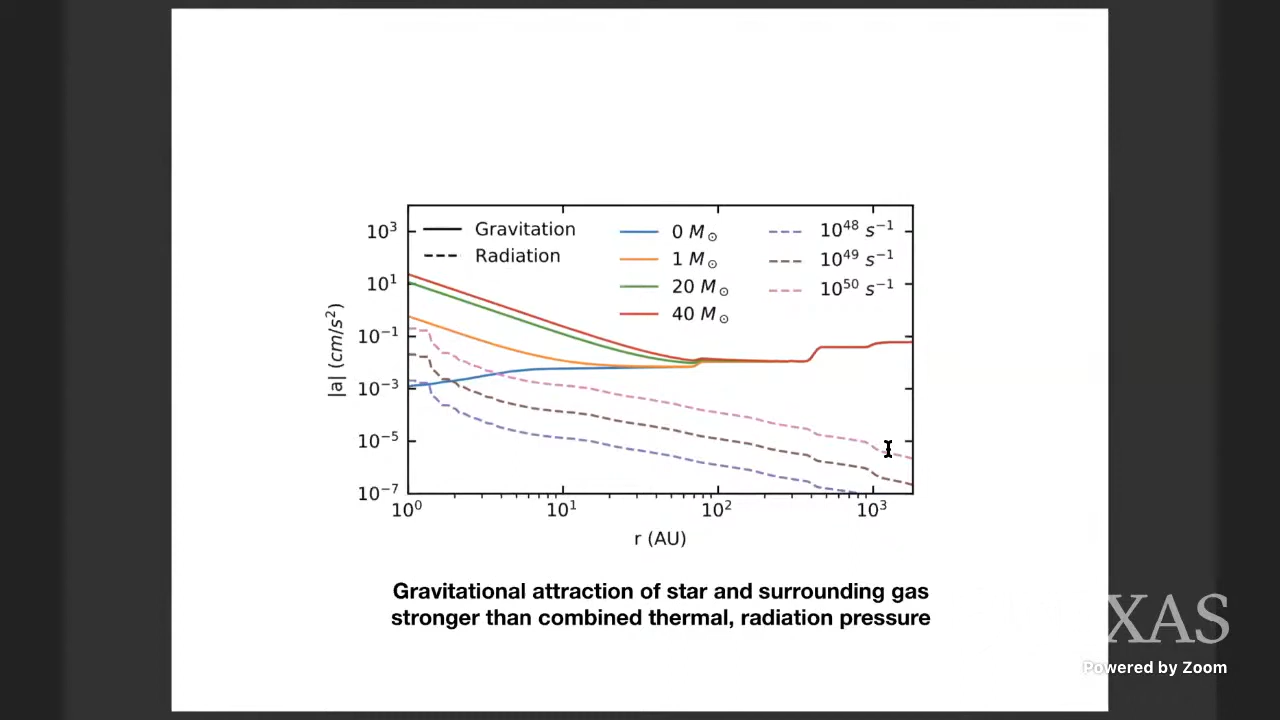 Gravitation
Radiation
0 M⊙
1 M⊙
20 M⊙
40 M⊙
10⁴⁸ s⁻¹
10⁴⁹ s⁻¹
10⁵⁰ s⁻¹
|a| (cm/s²)
10³
10¹
10⁻¹
10⁻³
10⁻⁵
10⁻⁷
10⁰ 10¹ 10² 10³
r (AU)
Gravitational attraction of star and surrounding gas
stronger than combined thermal, radiation pressure
XAS
Powered by Zoom